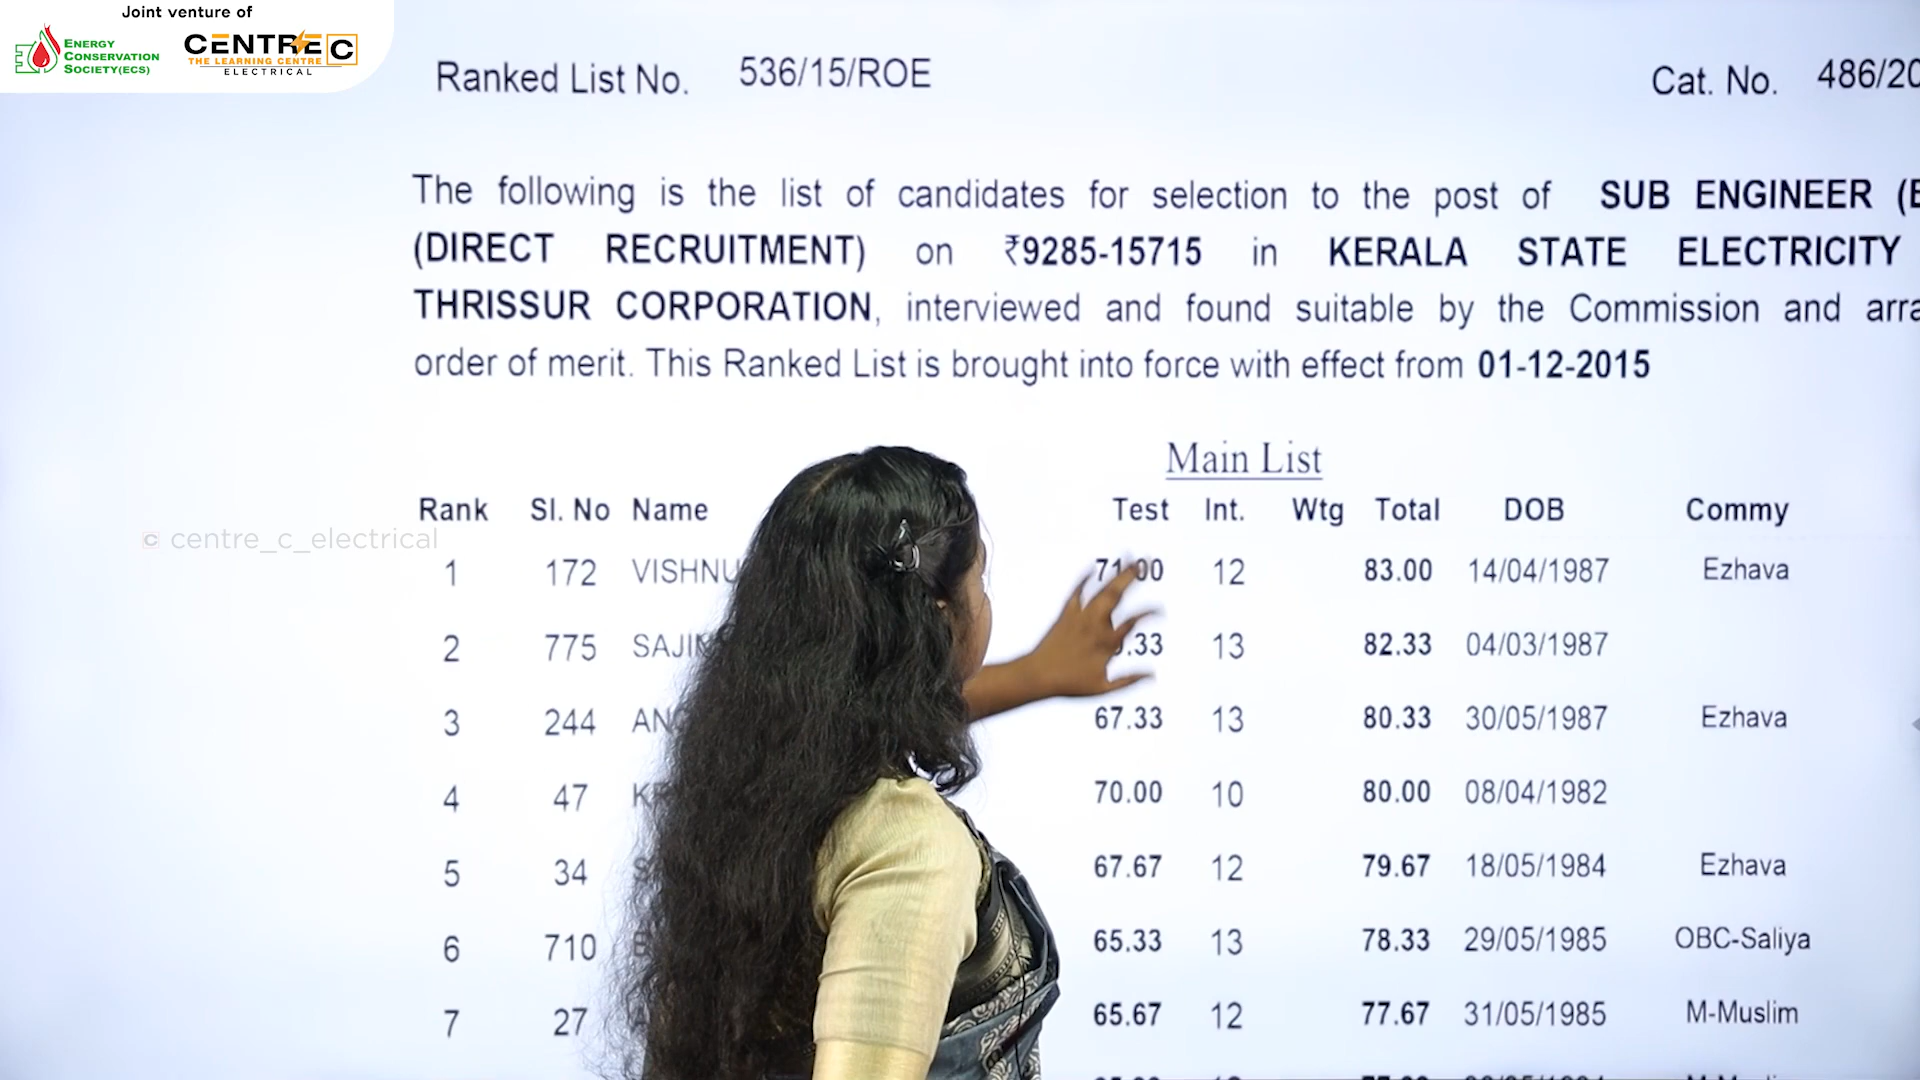 Joint venture of
ENERGY
CONSERVATION
SOCIETY(ECS)
CENTRE C
THE LEARNING CENTRE
ELECTRICAL
Ranked List No. 536/15/ROE Cat. No.
The following is the list of candidates for selection to the post of SUB ENGINEER
(DIRECT RECRUITMENT) on ₹9285-15715 in KERALA STATE ELECTRICITY
THRISSUR CORPORATION, interviewed and found suitable by the Commission and
order of merit. This Ranked List is brought into force with effect from 01-12-2015
Main List
Rank Sl. No Name Test Int. Wtg Total DOB Commy
centre_c_electrical
1 172 VISHNU 71.00 12 83.00 14/04/1987 Ezhava
2 775 13 82.33 04/03/1987
3 244 67.33 13 80.33 30/05/1987 Ezhava
4 47 70.00 10 80.00 08/04/1982
5 34 67.67 12 79.67 18/05/1984 Ezhava
6 710 65.33 13 78.33 29/05/1985 OBC-Saliya
7 27 65.67 12 77.67 31/05/1985 M-Muslim